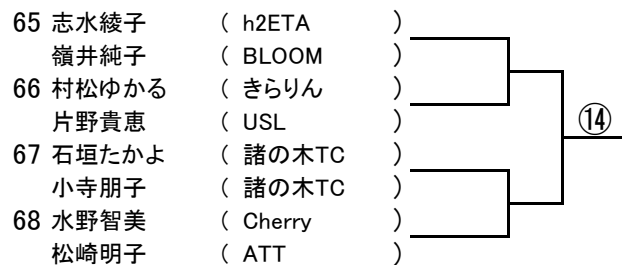 65 志水綾子 ( h2ETA )
嶺井純子 ( BLOOM )
66 村松ゆかる ( きらりん )
片野貴恵 ( USL )
⑭
67 石垣たかよ ( 諸の木TC )
小寺朋子 ( 諸の木TC )
68 水野智美 ( Cherry )
松崎明子 ( ATT )